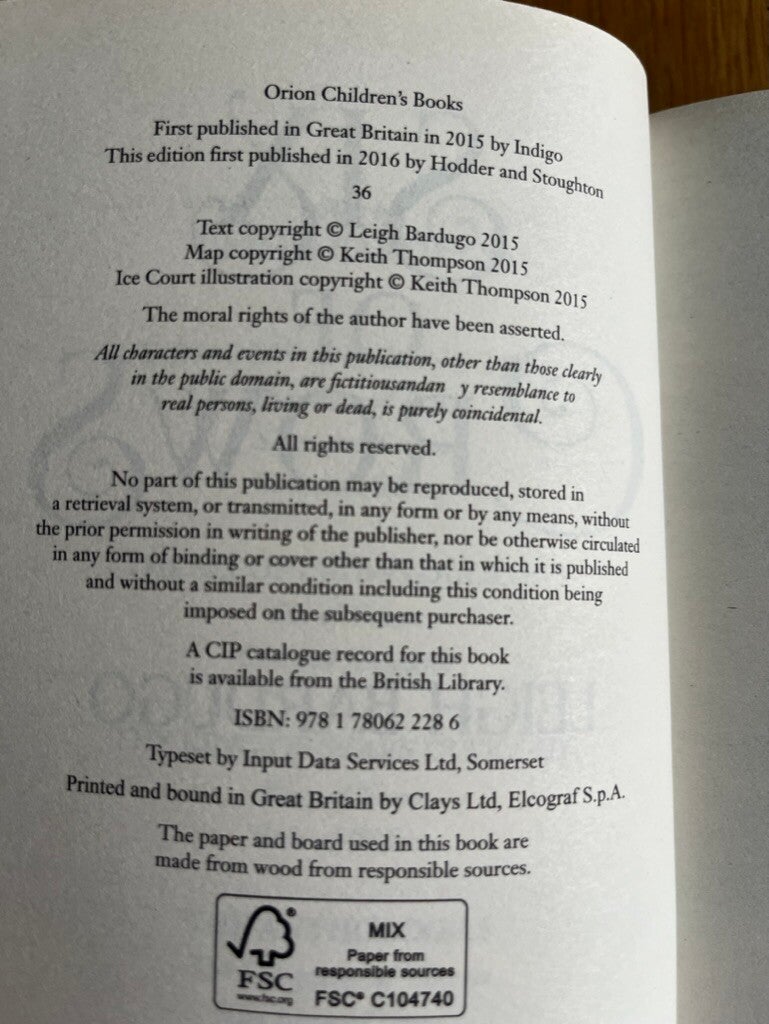 Orion Children's Books
First published in Great Britain in 2015 by Indigo
This edition first published in 2016 by Hodder and Stoughton
36
Text copyright © Leigh Bardugo 2015
Map copyright © Keith Thompson 2015
Ice Court illustration copyright © Keith Thompson 2015
The moral rights of the author have been asserted.
All characters and events in this publication, other than those clearly
in the public domain, are fictitiousandan y resemblance to
real persons, living or dead, is purely coincidental.
All rights reserved.
No part of this publication may be reproduced, stored in
a retrieval system, or transmitted, in any form or by any means, without
the prior permission in writing of the publisher, nor be otherwise circulated
in any form of binding or cover other than that in which it is published
and without a similar condition including this condition being
imposed on the subsequent purchaser.
A CIP catalogue record for this book
is available from the British Library.
ISBN: 978 1 78062 228 6
Typeset by Input Data Services Ltd, Somerset
Printed and bound in Great Britain by Clays Ltd, Elcograf S.p.A.
The paper and board used in this book are
made from wood from responsible sources.
®
FSC
www.fsc.org
MIX
Paper from
responsible sources
FSC® C104740